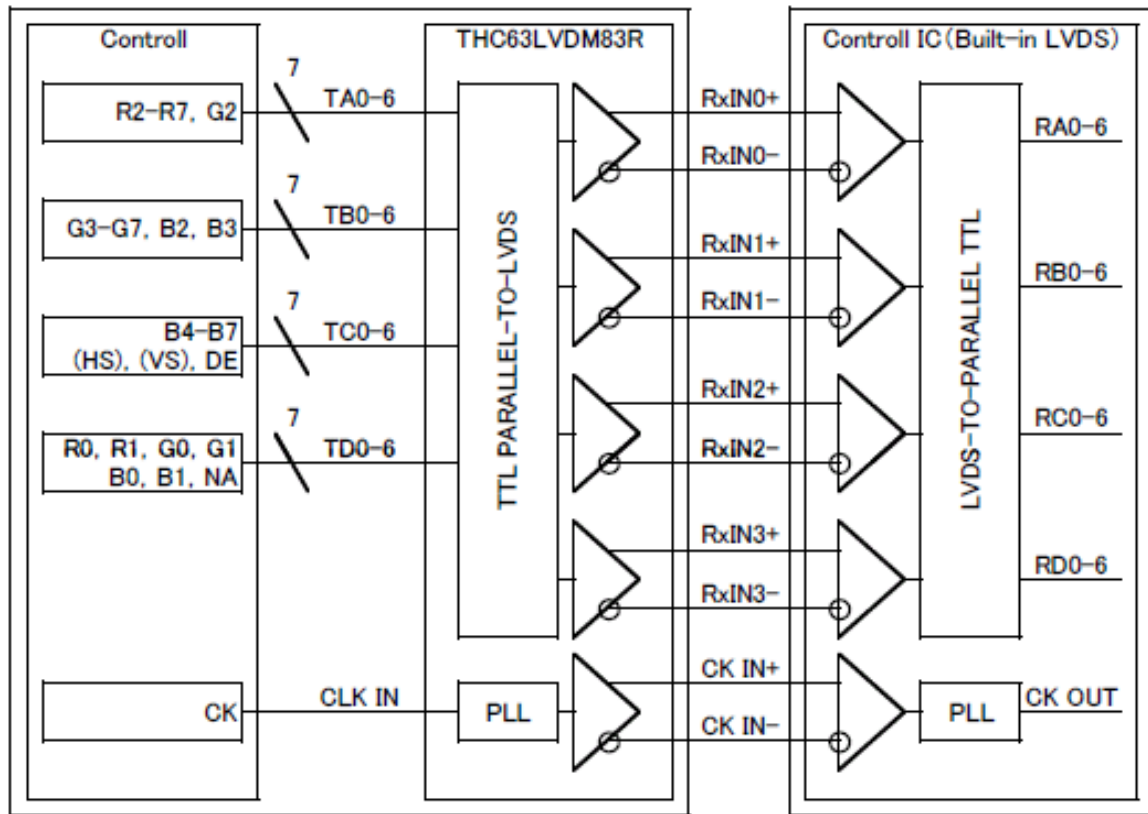 Controll
THC63LVDM83R
Controll IC(Built-in LVDS)
R2-R7, G2
7
TA0-6
G3-G7, B2, B3
7
TB0-6
B4-B7
(HS), (VS), DE
7
TC0-6
R0, R1, G0, G1
B0, B1, NA
7
TD0-6
CK
CLK IN
TTL PARALLEL-TO-LVDS
PLL
RxIN0+
RxIN0-
RxIN1+
RxIN1-
RxIN2+
RxIN2-
RxIN3+
RxIN3-
CK IN+
CK IN-
LVDS-TO-PARALLEL TTL
PLL
RA0-6
RB0-6
RC0-6
RD0-6
CK OUT